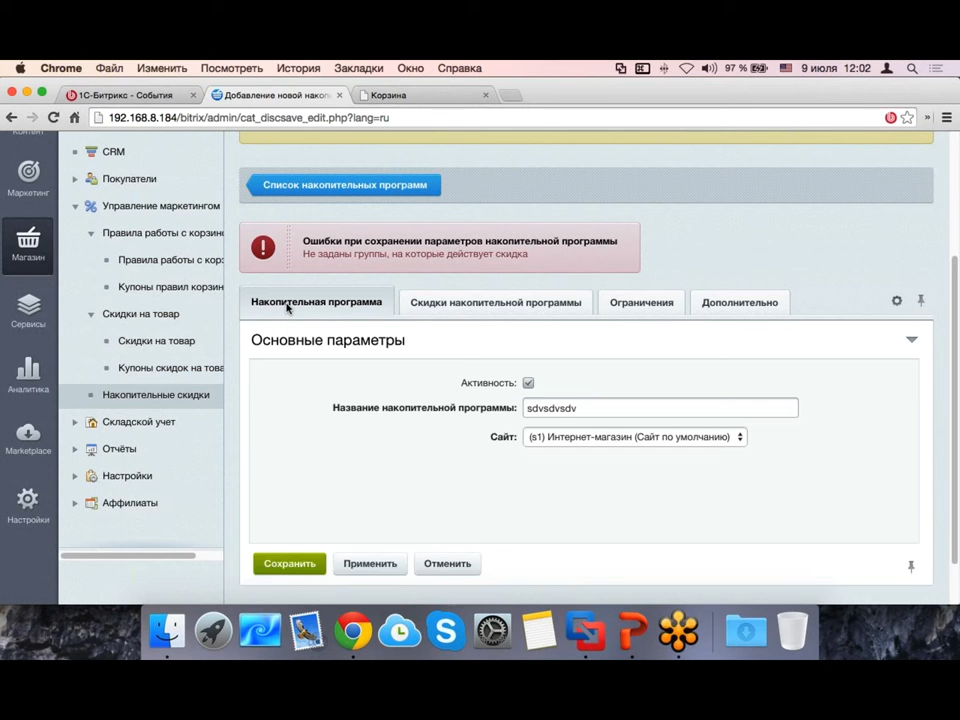 Chrome Файл Изменить Посмотреть История Закладки Окно Справка 97 % 9 июля 12:02
1С-Битрикс - События Добавление новой накоп Корзина
192.168.8.184/bitrix/admin/cat_discsave_edit.php?lang=ru
Контент
Маркетинг
Магазин
Сервисы
Аналитика
Marketplace
Настройки
CRM
Покупатели
Управление маркетингом
Правила работы с корзино
Правила работы с корз
Купоны правил корзин
Скидки на товар
Скидки на товар
Купоны скидок на това
Накопительные скидки
Складской учет
Отчёты
Настройки
Аффилиаты
Список накопительных программ
Ошибки при сохранении параметров накопительной программы
Не заданы группы, на которые действует скидка
Накопительная программа Скидки накопительной программы Ограничения Дополнительно
Основные параметры
Активность:
Название накопительной программы: sdvsdvsdv
Сайт: (s1) Интернет-магазин (Сайт по умолчанию)
Сохранить Применить Отменить